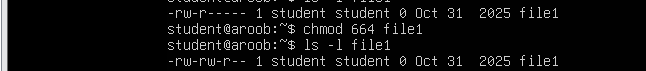 -rw-r----- 1 student student 0 Oct 31  2025 file1
student@aroob:~$ chmod 664 file1
student@aroob:~$ ls -l file1
-rw-rw-r-- 1 student student 0 Oct 31  2025 file1